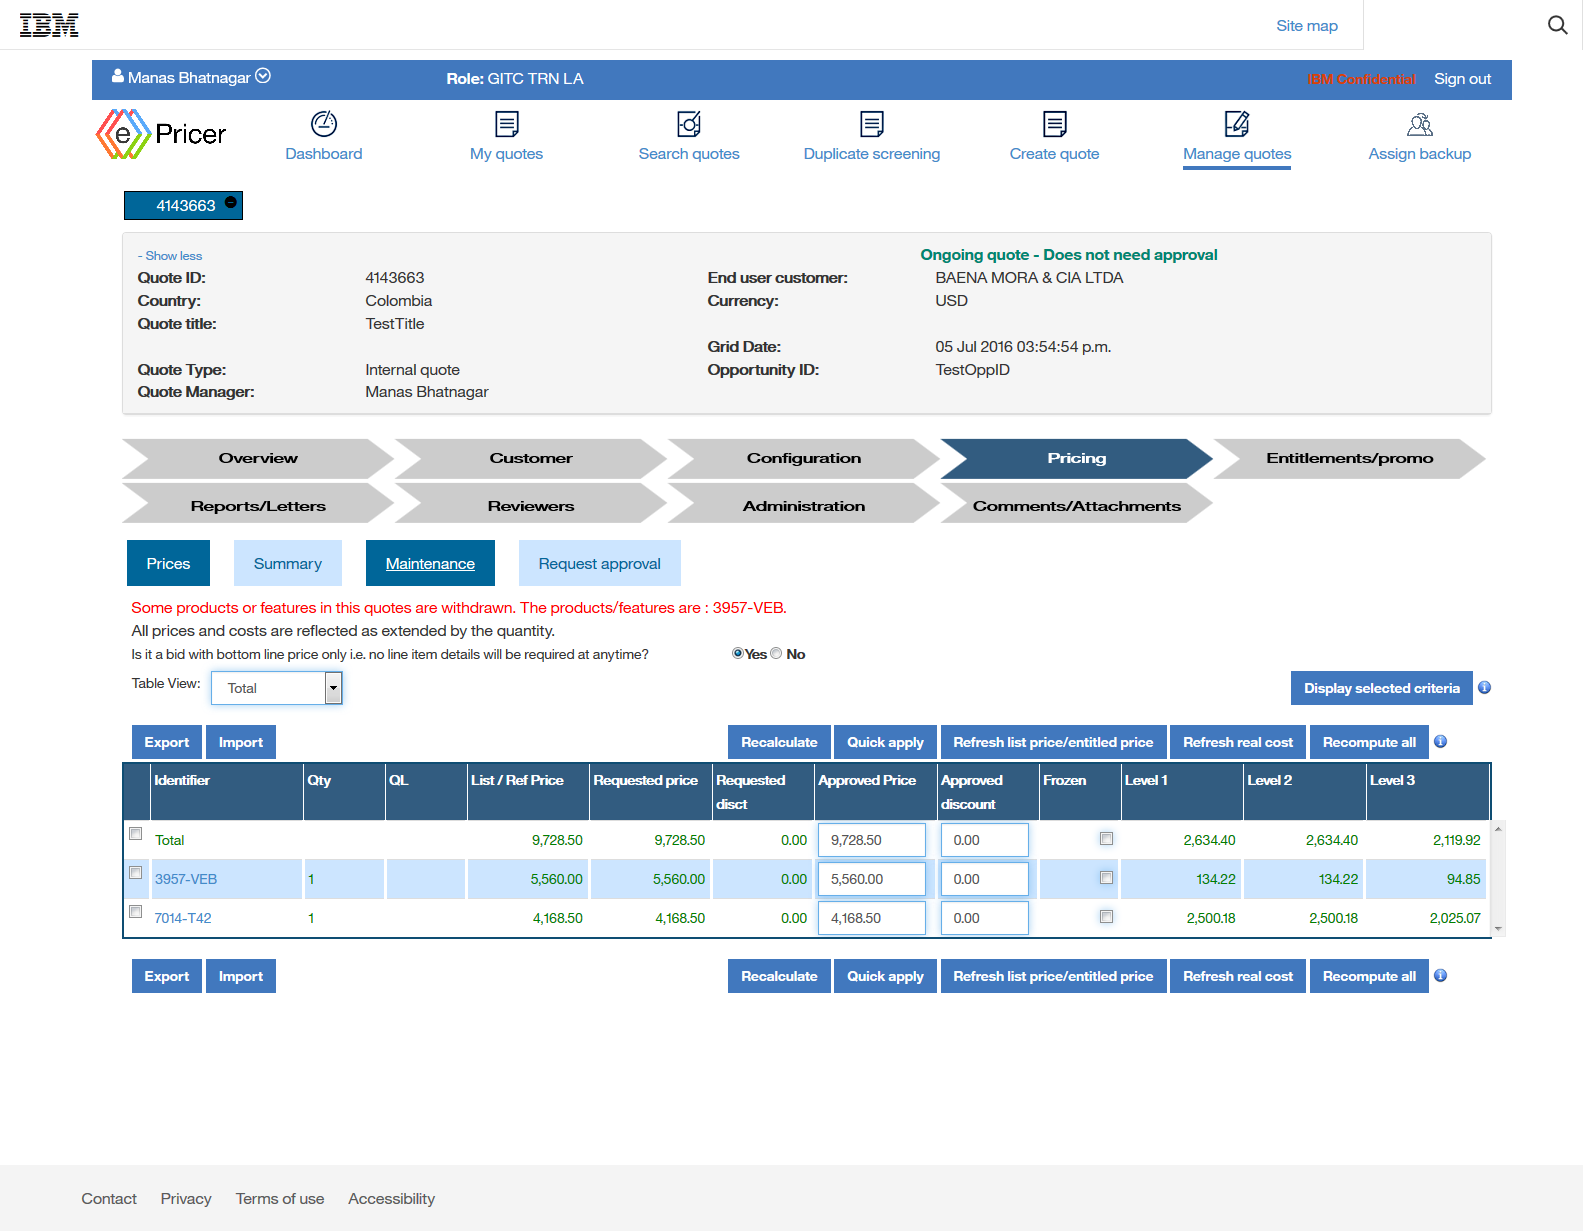 IBM
Site map
Manas Bhatnagar
Role: GITC TRN LA
IBM Confidential
Sign out
e Pricer
Dashboard
My quotes
Search quotes
Duplicate screening
Create quote
Manage quotes
Assign backup
4143663
- Show less
Ongoing quote - Does not need approval
Quote ID: 4143663 End user customer: BAENA MORA & CIA LTDA
Country: Colombia Currency: USD
Quote title: TestTitle
Grid Date: 05 Jul 2016 03:54:54 p.m.
Quote Type: Internal quote Opportunity ID: TestOppID
Quote Manager: Manas Bhatnagar
Overview Customer Configuration Pricing Entitlements/promo
Reports/Letters Reviewers Administration Comments/Attachments
Prices Summary Maintenance Request approval
Some products or features in this quotes are withdrawn. The products/features are : 3957-VEB.
All prices and costs are reflected as extended by the quantity.
Is it a bid with bottom line price only i.e. no line item details will be required at anytime? Yes No
Table View: Total Display selected criteria
Export Import Recalculate Quick apply Refresh list price/entitled price Refresh real cost Recompute all
Identifier Qty QL List / Ref Price Requested price Requested disct Approved Price Approved discount Frozen Level 1 Level 2 Level 3
Total 9,728.50 9,728.50 0.00 9,728.50 0.00 2,634.40 2,634.40 2,119.92
3957-VEB 1 5,560.00 5,560.00 0.00 5,560.00 0.00 134.22 134.22 94.85
7014-T42 1 4,168.50 4,168.50 0.00 4,168.50 0.00 2,500.18 2,500.18 2,025.07
Export Import Recalculate Quick apply Refresh list price/entitled price Refresh real cost Recompute all
Contact Privacy Terms of use Accessibility